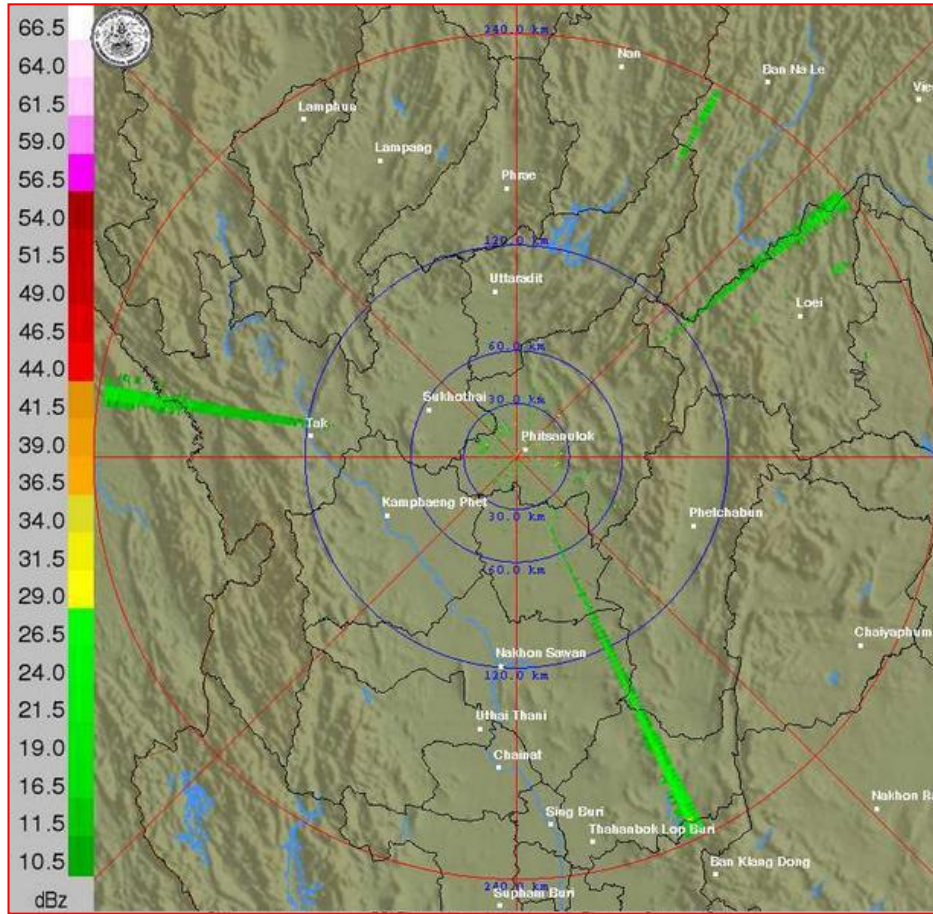 66.5
64.0
61.5
59.0
56.5
54.0
51.5
49.0
46.5
44.0
41.5
39.0
36.5
34.0
31.5
29.0
26.5
24.0
21.5
19.0
16.5
11.5
10.5
dBz
240.0 km
Nan
Ban Na Le
Lamphun
Lampang
Phrae
120.0 km
Uttaradit
Loei
60.0 km
30.0 km
Sukhothai
Tak
Phitsanulok
Kamphaeng Phet
30.0 km
Phetchabun
60.0 km
Chaiyaphum
Nakhon Sawan
120.0 km
Uthai Thani
Chainat
Nakhon Ra
Sing Buri
Thahanbok Lop Buri
Ban Klang Dong
240.0 km
Supham Buri